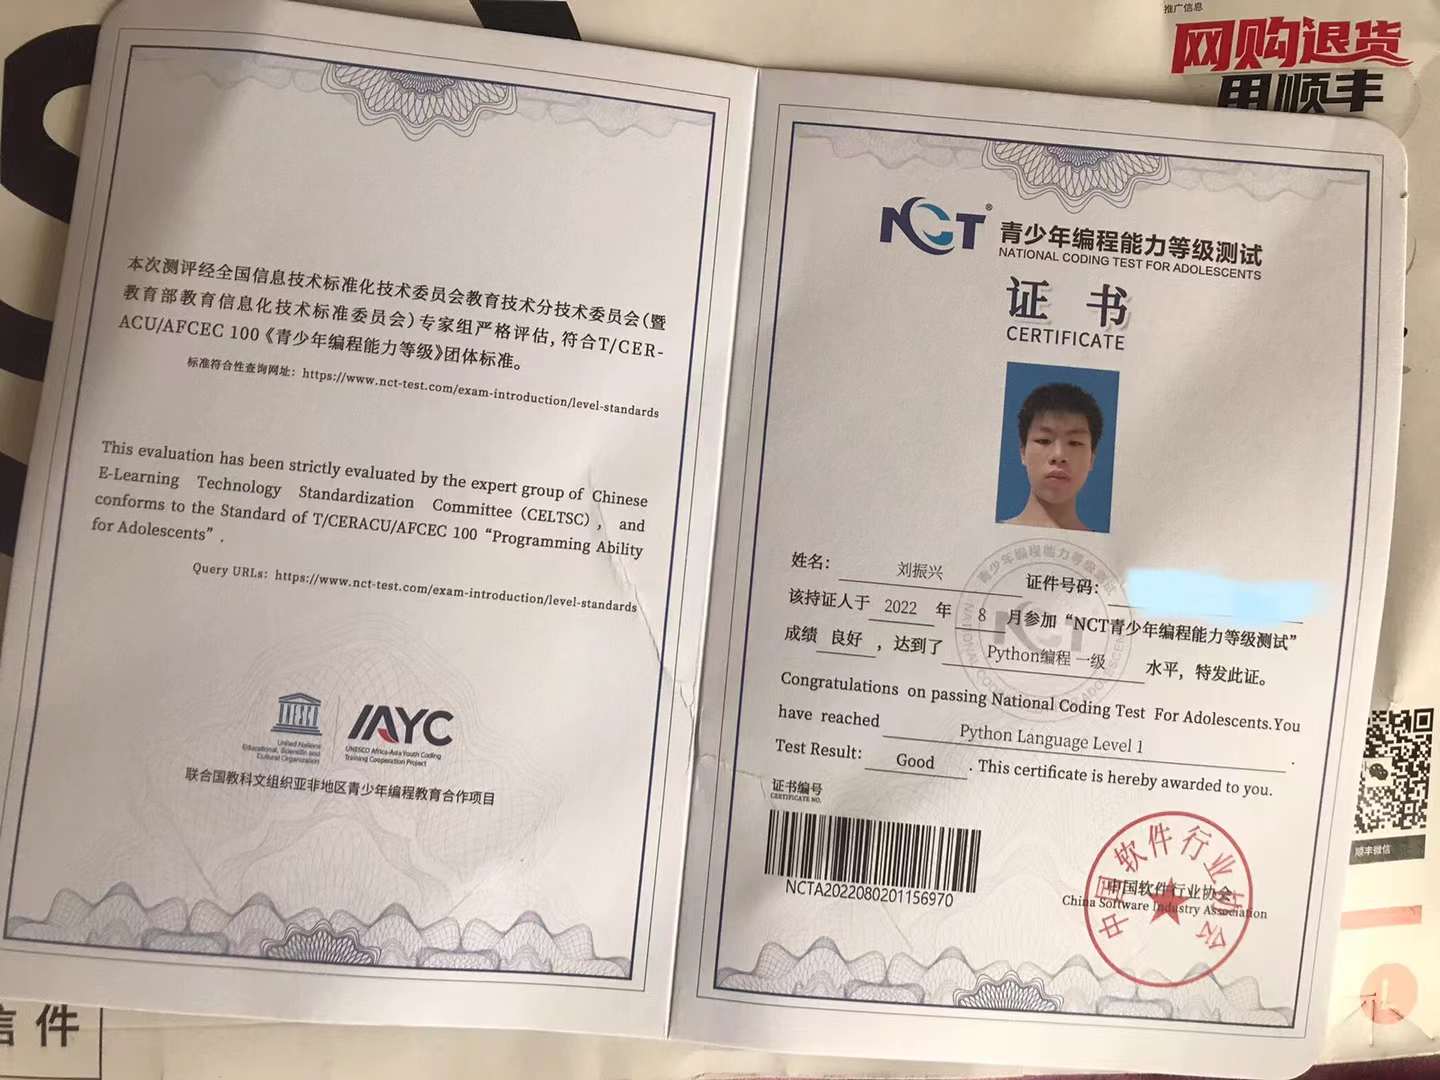 推广信息
网购退货
用顺丰
本次测评经全国信息技术标准化技术委员会教育技术分技术委员会(暨
教育部教育信息化技术标准委员会)专家组严格评估,符合T/CER-
ACU/AFCEC 100《青少年编程能力等级》团体标准。
标准符合性查询网址:https://www.nct-test.com/exam-introduction/level-standards
This evaluation has been strictly evaluated by the expert group of Chinese
E-Learning Technology Standardization Committee (CELTSC), and
conforms to the Standard of T/CERACU/AFCEC 100 “Programming Ability
for Adolescents”.
Query URLs: https://www.nct-test.com/exam-introduction/level-standards
United Nations
Educational, Scientific and
Cultural Organization
IAYC
UNESCO Africa-Asia Youth Coding
Training Cooperation Project
联合国教科文组织亚非地区青少年编程教育合作项目
NCT® 青少年编程能力等级测试
NATIONAL CODING TEST FOR ADOLESCENTS
证 书
CERTIFICATE
姓名: 刘振兴 证件号码:
该持证人于 2022 年 8 月参加“NCT青少年编程能力等级测试”
成绩 良好 ,达到了 Python编程 一级 水平,特发此证。
Congratulations on passing National Coding Test For Adolescents.You
have reached Python Language Level 1 .
Test Result: Good . This certificate is hereby awarded to you.
证书编号
CERTIFICATE NO.
NCTA2022080201156970
中国软件行业协会
中国软件行业协会
China Software Industry Association
顺丰微信
信件